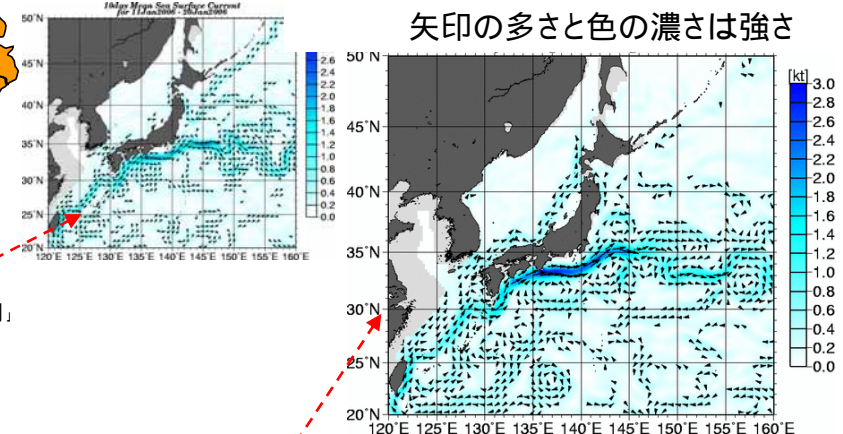 10day Mean Sea Surface Current
for 11Jan2006 - 20Jan2006
50°N
45°N
40°N
35°N
30°N
25°N
20°N
120°E 125°E 130°E 135°E 140°E 145°E 150°E 155°E 160°E
2.6
2.4
2.2
2.0
1.8
1.6
1.4
1.2
1.0
0.8
0.6
0.4
0.2
0.0
」
矢印の多さと色の濃さは強さ
50°N
45°N
40°N
35°N
30°N
25°N
20°N
120°E 125°E 130°E 135°E 140°E 145°E 150°E 155°E 160°E
[kt]
3.0
2.8
2.6
2.4
2.2
2.0
1.8
1.6
1.4
1.2
1.0
0.8
0.6
0.4
0.2
0.0